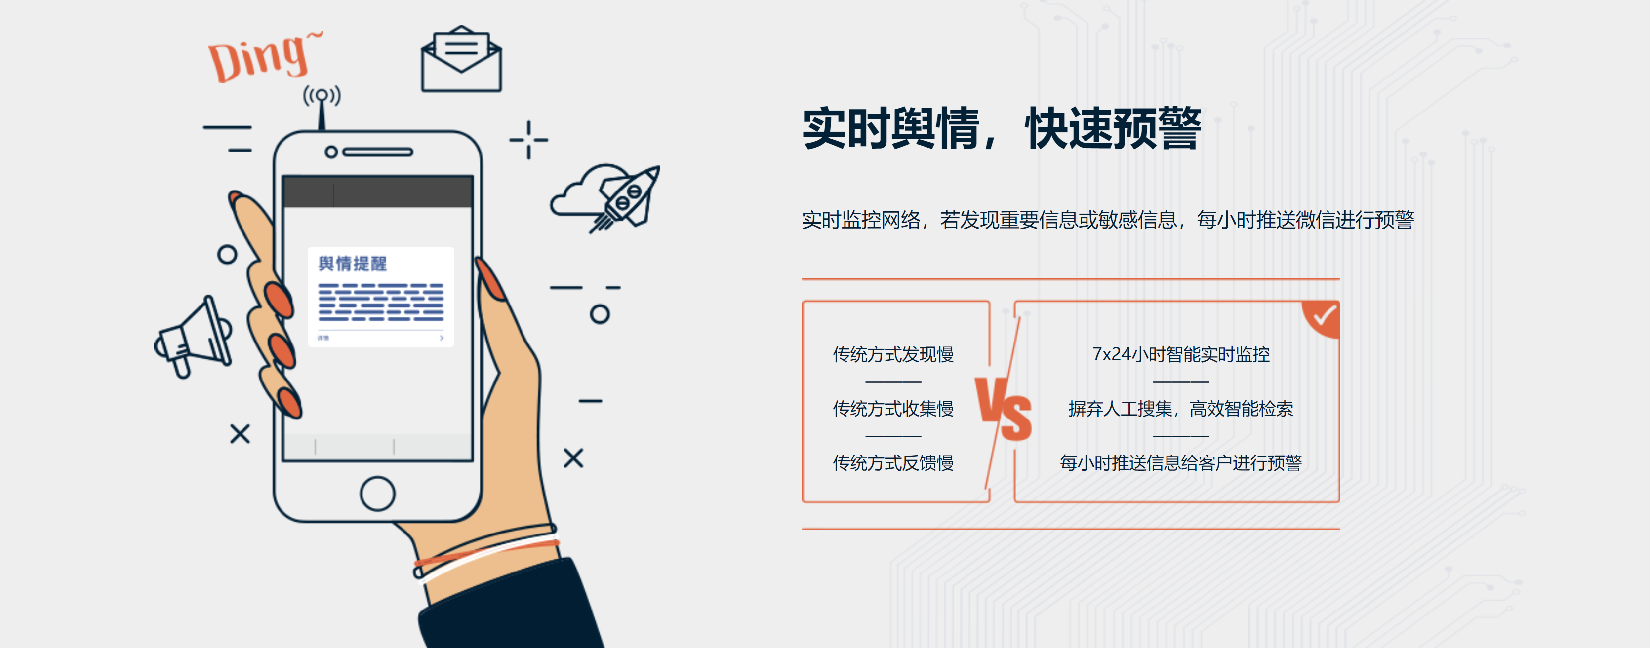 Ding~
实时舆情，快速预警
实时监控网络，若发现重要信息或敏感信息，每小时推送微信进行预警
舆情提醒
详情
传统方式发现慢
传统方式收集慢
传统方式反馈慢
VS
7x24小时智能实时监控
摒弃人工搜集，高效智能检索
每小时推送信息给客户进行预警